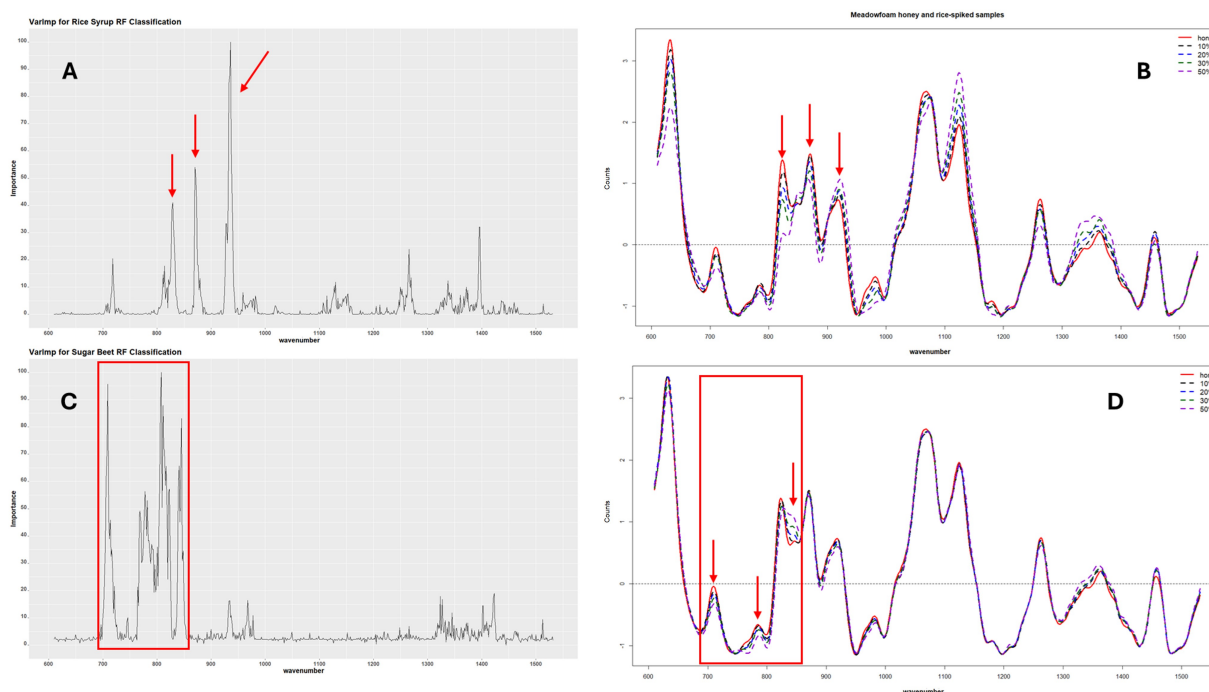 VarImp for Rice Syrup RF Classification
A
Importance
100
90
80
70
60
50
40
30
20
10
0
600 700 800 900 1000 1100 1200 1300 1400 1500
wavenumber
Meadowfoam honey and rice-spiked samples
B
hon
10%
20%
30%
50%
Counts
3
2
1
0
-1
600 700 800 900 1000 1100 1200 1300 1400 1500
wavenumber
VarImp for Sugar Beet RF Classification
C
Importance
100
90
80
70
60
50
40
30
20
10
0
600 700 800 900 1000 1100 1200 1300 1400 1500
wavenumber
D
hon
10%
20%
30%
50%
Counts
3
2
1
0
-1
600 700 800 900 1000 1100 1200 1300 1400 1500
wavenumber